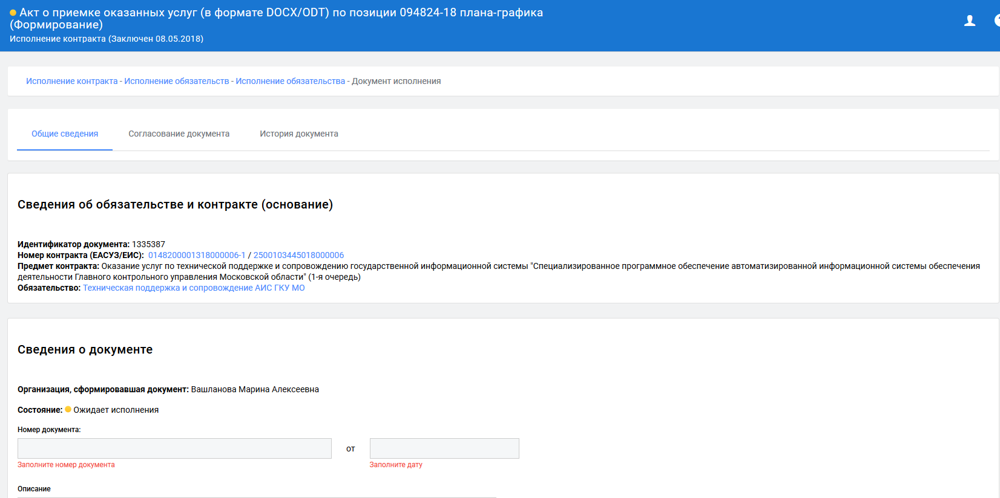 Акт о приемке оказанных услуг (в формате DOCX/ODT) по позиции 094824-18 плана-графика
(Формирование)
Исполнение контракта (Заключен 08.05.2018)
Исполнение контракта - Исполнение обязательств - Исполнение обязательства - Документ исполнения
Общие сведения Согласование документа История документа
Сведения об обязательстве и контракте (основание)
Идентификатор документа: 1335387
Номер контракта (ЕАСУЗ/ЕИС): 0148200001318000006-1 / 2500103445018000006
Предмет контракта: Оказание услуг по технической поддержке и сопровождению государственной информационной системы "Специализированное программное обеспечение автоматизированной информационной системы обеспечения
деятельности Главного контрольного управления Московской области" (1-я очередь)
Обязательство: Техническая поддержка и сопровождение АИС ГКУ МО
Сведения о документе
Организация, сформировавшая документ: Вашланова Марина Алексеевна
Состояние: Ожидает исполнения
Номер документа:
от
Заполните номер документа Заполните дату
Описание